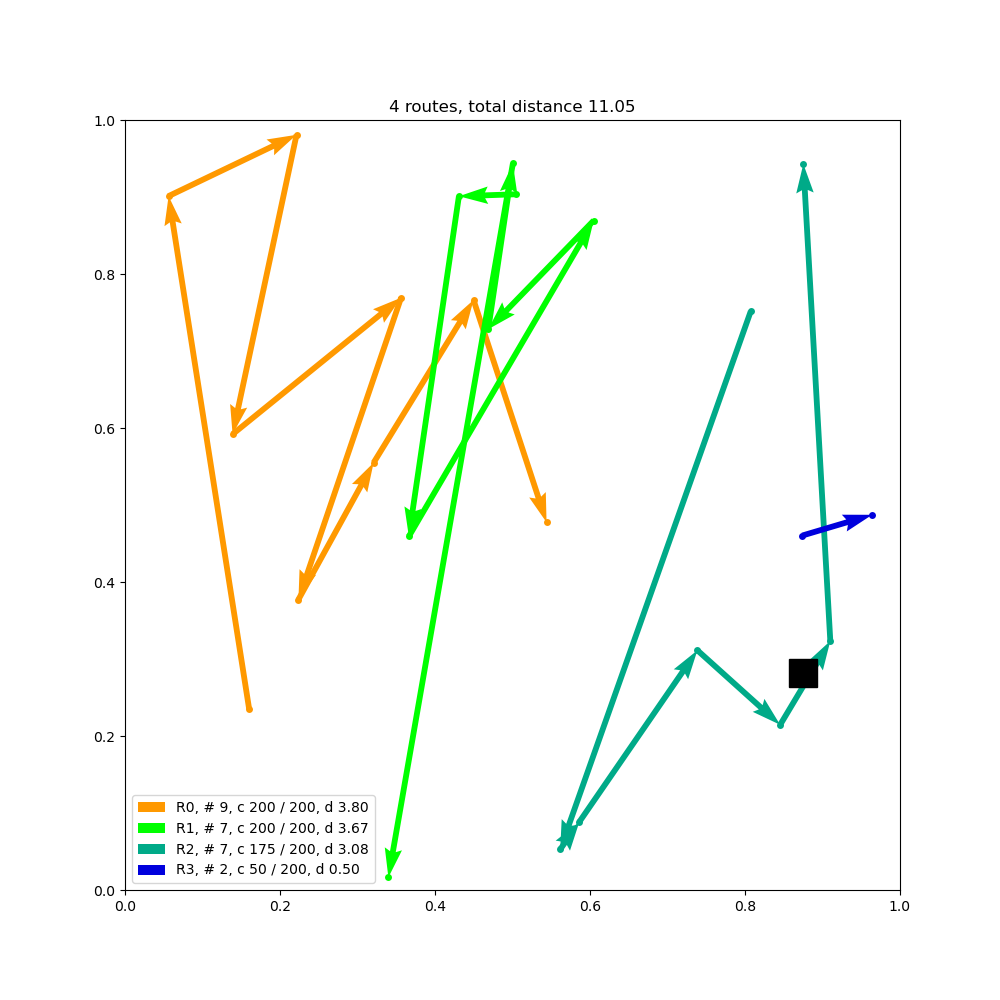 4 routes, total distance 11.05
1.0
0.8
0.6
0.4
0.2
0.0
R0, # 9, c 200 / 200, d 3.80
R1, # 7, c 200 / 200, d 3.67
R2, # 7, c 175 / 200, d 3.08
R3, # 2, c 50 / 200, d 0.50
0.0 0.2 0.4 0.6 0.8 1.0